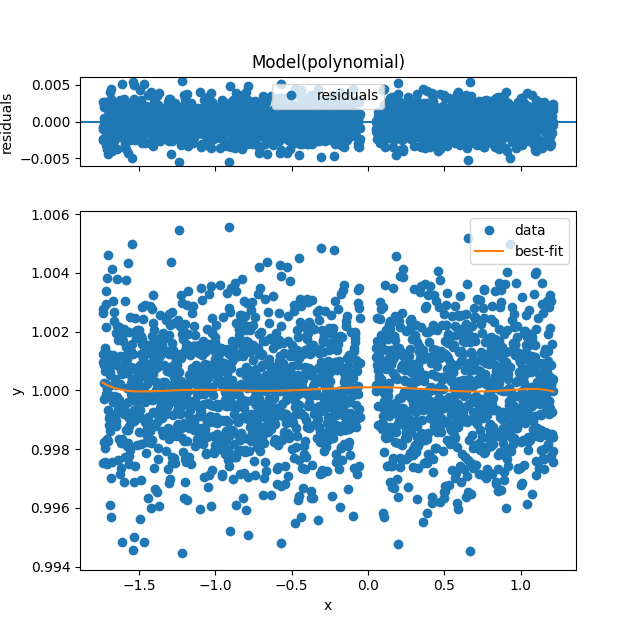 Model(polynomial)
0.005
0.000
−0.005
residuals
residuals
1.006
1.004
1.002
1.000
0.998
0.996
0.994
y
data
best-fit
−1.5 −1.0 −0.5 0.0 0.5 1.0
x